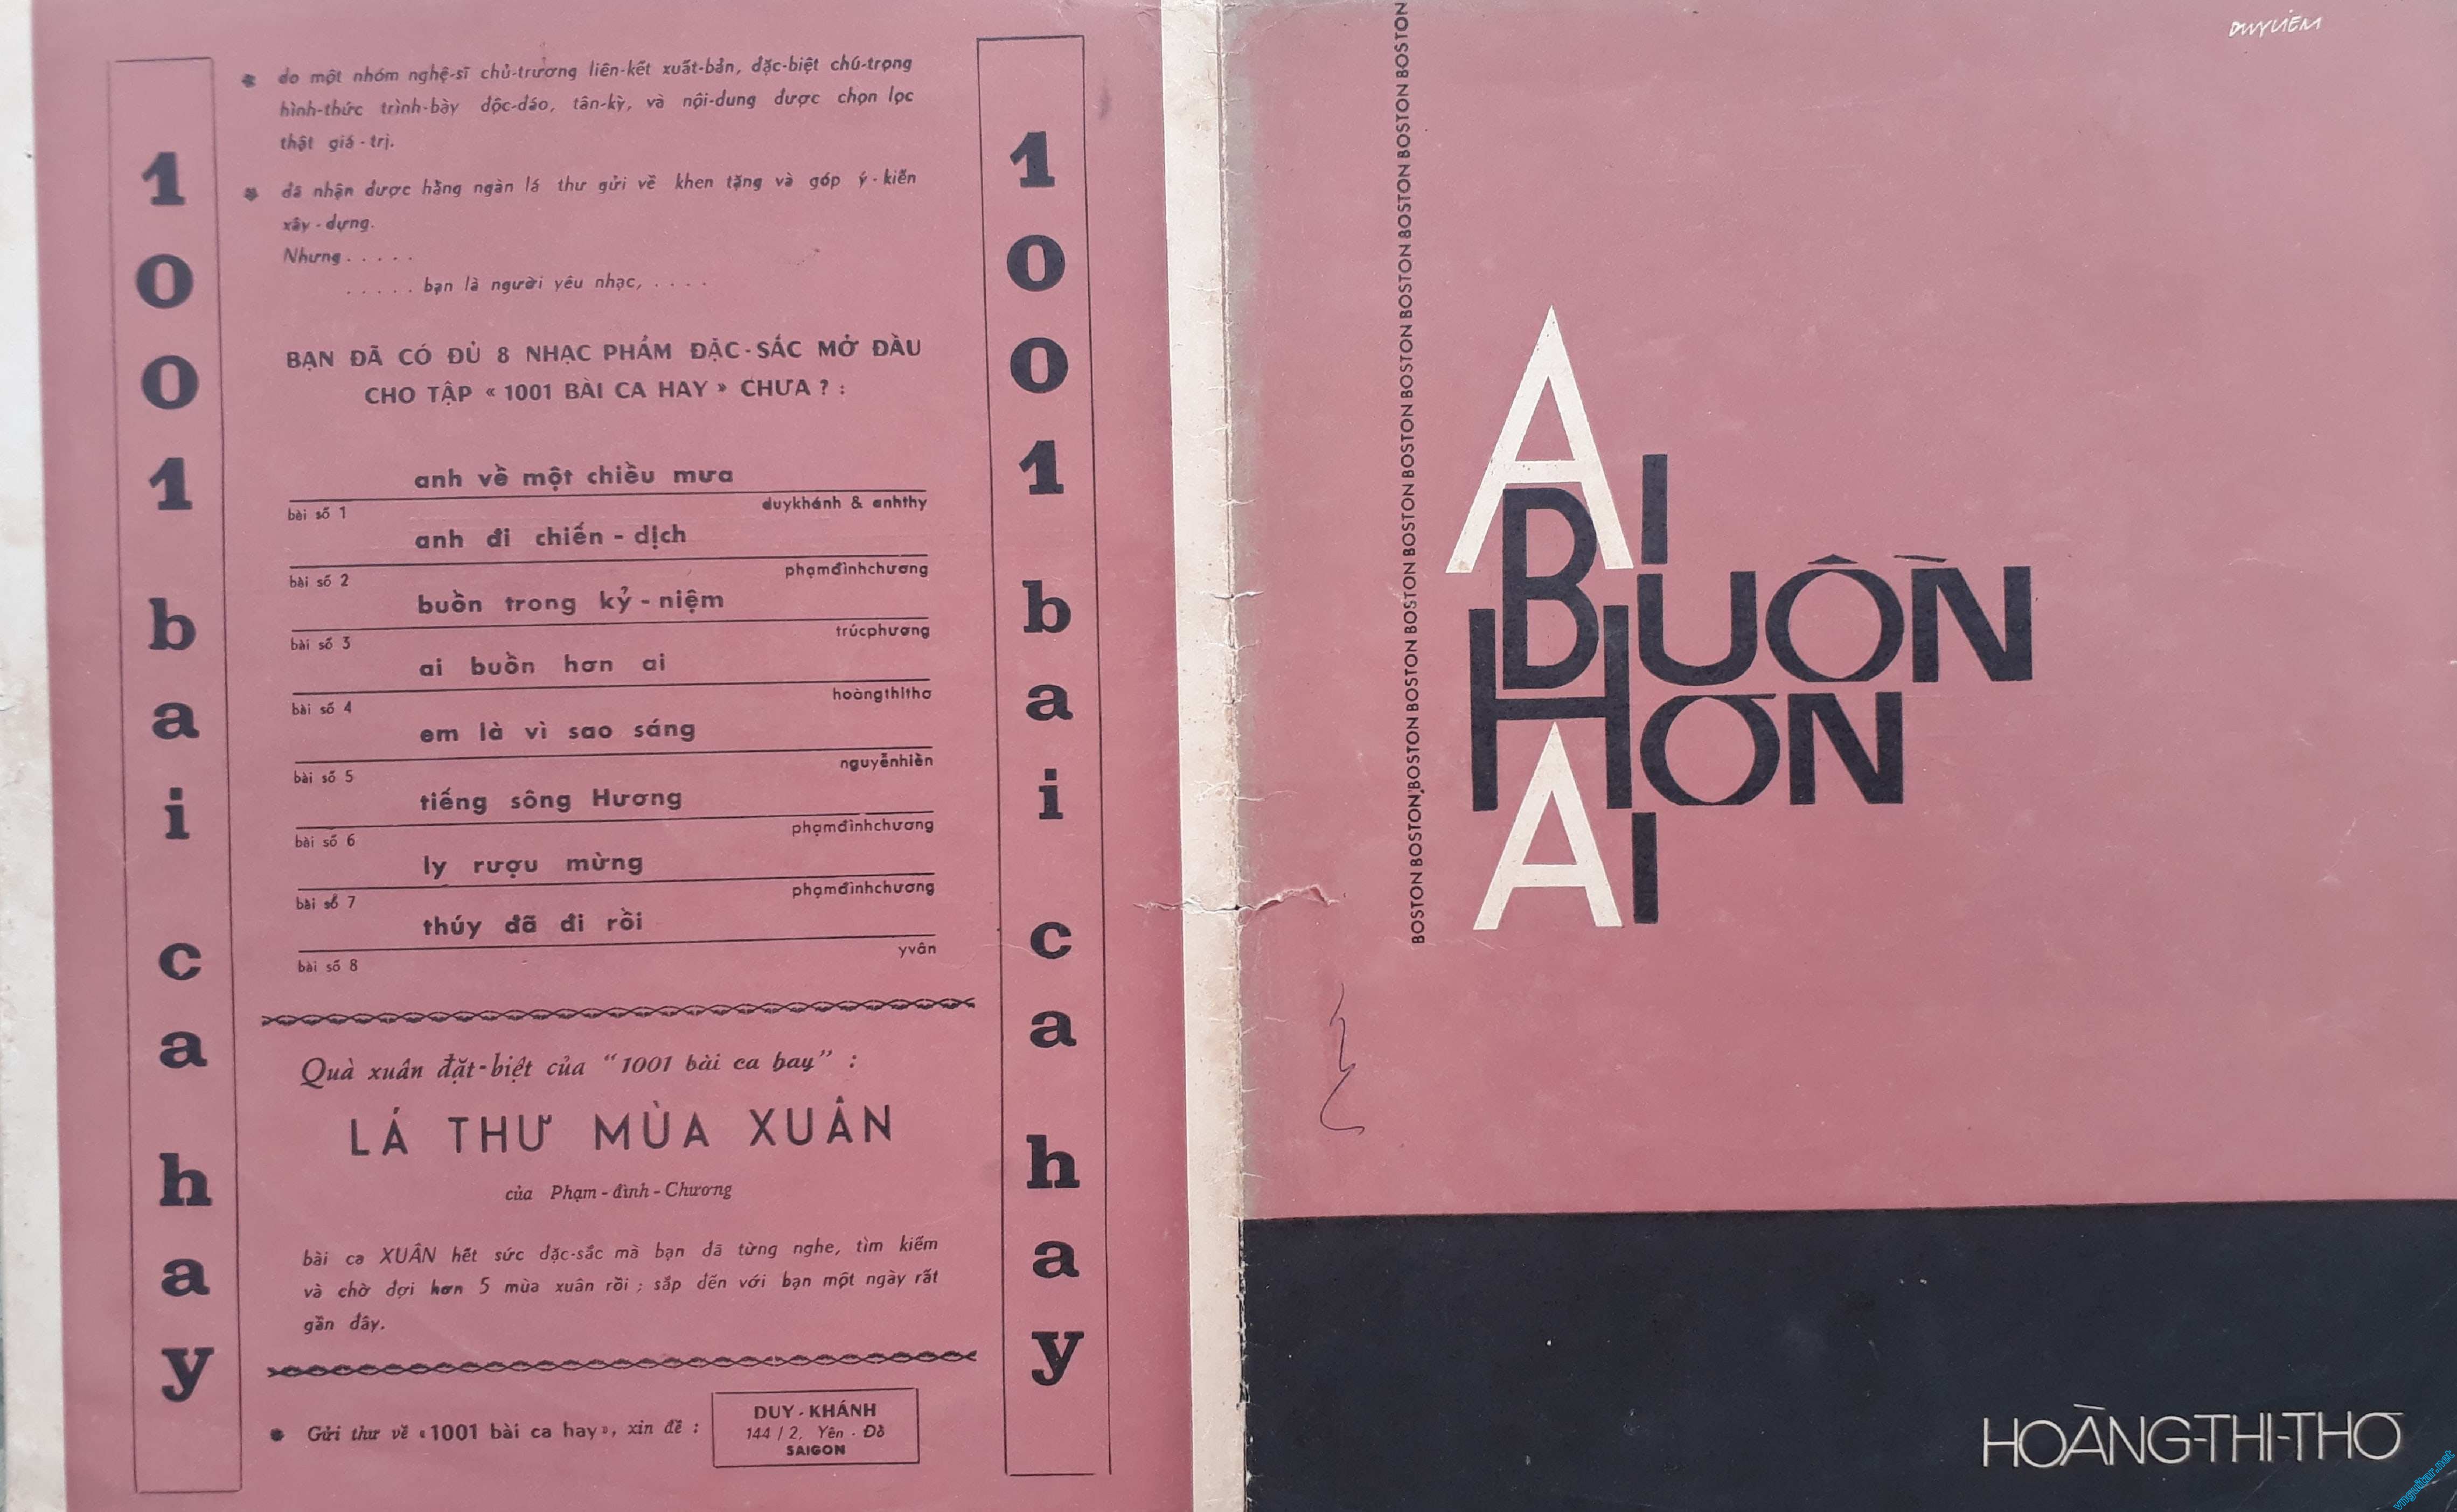 1001 bai ca hay
* do một nhóm nghệ-sĩ chủ-trương liên-kết xuất-bản, đặc-biệt chú-trọng
hình-thức trình-bày độc-đáo, tân-kỳ, và nội-dung được chọn lọc
thật giá-trị.
* đã nhận được hằng ngàn lá thư gửi về khen tặng và góp ý-kiến
xây-dựng.
Nhưng . . . . .
. . . . . bạn là người yêu nhạc, . . . .
BẠN ĐÃ CÓ ĐỦ 8 NHẠC PHẨM ĐẶC-SẮC MỞ ĐẦU
CHO TẬP « 1001 BÀI CA HAY » CHƯA ? :
anh về một chiều mưa
bài số 1 duykhánh & anhthy
anh đi chiến - dịch
bài số 2 phạmđìnhchương
buồn trong kỷ - niệm
bài số 3 trúcphương
ai buồn hơn ai
bài số 4 hoàngthithơ
em là vì sao sáng
bài số 5 nguyễnhiền
tiếng sông Hương
bài số 6 phạmđìnhchương
ly rượu mừng
bài số 7 phạmđìnhchương
thúy đã đi rồi
bài số 8 yvân
Quà xuân đặt-biệt của “1001 bài ca hay” :
LÁ THƯ MÙA XUÂN
của Phạm - đình - Chương
bài ca XUÂN hết sức đặc-sắc mà bạn đã từng nghe, tìm kiếm
và chờ đợi hơn 5 mùa xuân rồi ; sắp đến với bạn một ngày rất
gần đây.
Gửi thư về «1001 bài ca hay», xin đề :
DUY - KHÁNH
144 / 2, Yên - Đỗ
SAIGON
1001 bai ca hay
BOSTON BOSTON BOSTON BOSTON BOSTON BOSTON BOSTON BOSTON BOSTON BOSTON BOSTON BOSTON
DUYLIÊM
AI
BUỒN
HƠN
AI
HOÀNG-THI-THƠ
vnguitar.net